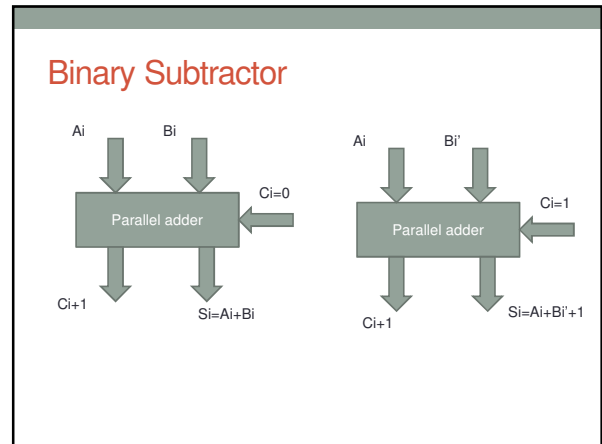 Binary Subtractor
Ai
Bi
Ci=0
Parallel adder
Ci+1
Si=Ai+Bi
Ai
Bi’
Ci=1
Parallel adder
Ci+1
Si=Ai+Bi’+1